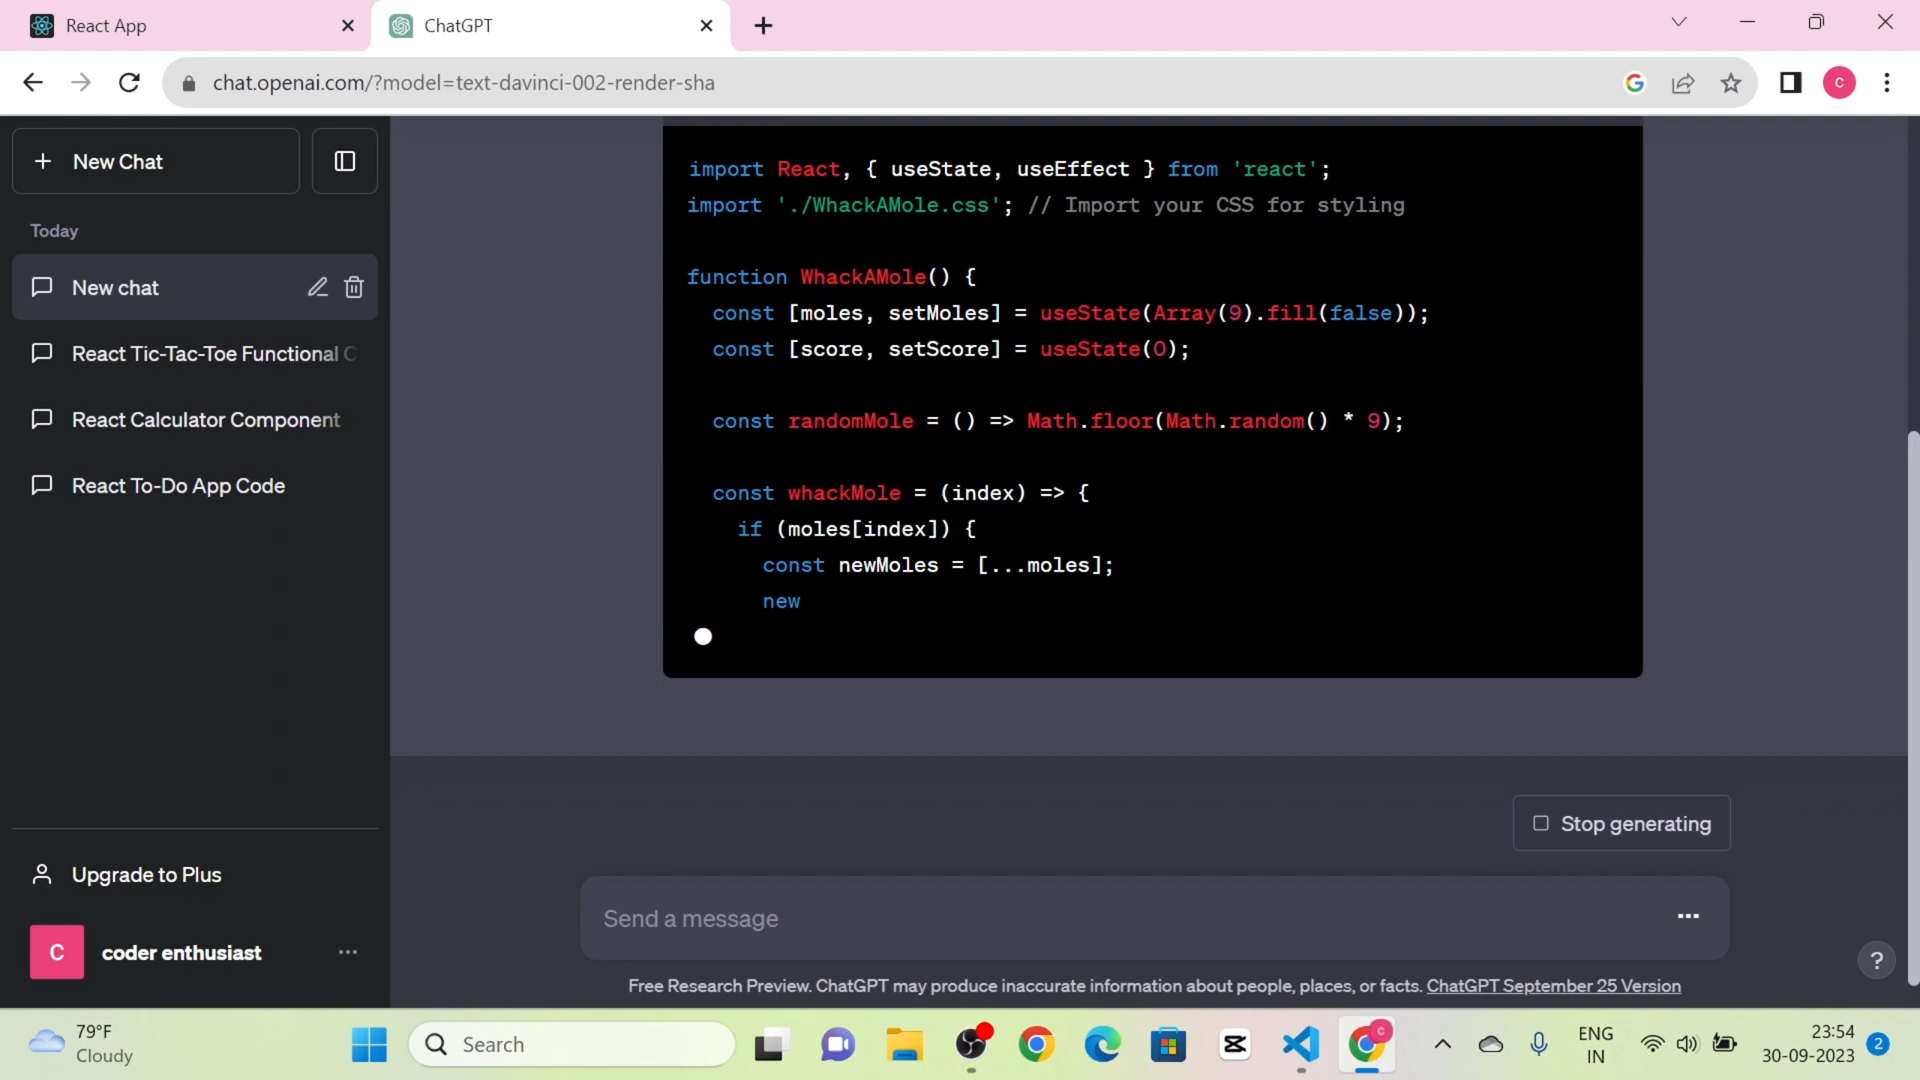 React App
ChatGPT
chat.openai.com/?model=text-davinci-002-render-sha
G
C
New Chat
Today
New chat
React Tic-Tac-Toe Functional C
React Calculator Component
React To-Do App Code
import React, { useState, useEffect } from 'react';
import './WhackAMole.css'; // Import your CSS for styling
function WhackAMole() {
const [moles, setMoles] = useState(Array(9).fill(false));
const [score, setScore] = useState(0);
const randomMole = () => Math.floor(Math.random() * 9);
const whackMole = (index) => {
if (moles[index]) {
const newMoles = [...moles];
new
Stop generating
Send a message
Free Research Preview. ChatGPT may produce inaccurate information about people, places, or facts. ChatGPT September 25 Version
?
Upgrade to Plus
C
coder enthusiast
79°F
Cloudy
Search
C
ENG
IN
23:54
30-09-2023
2